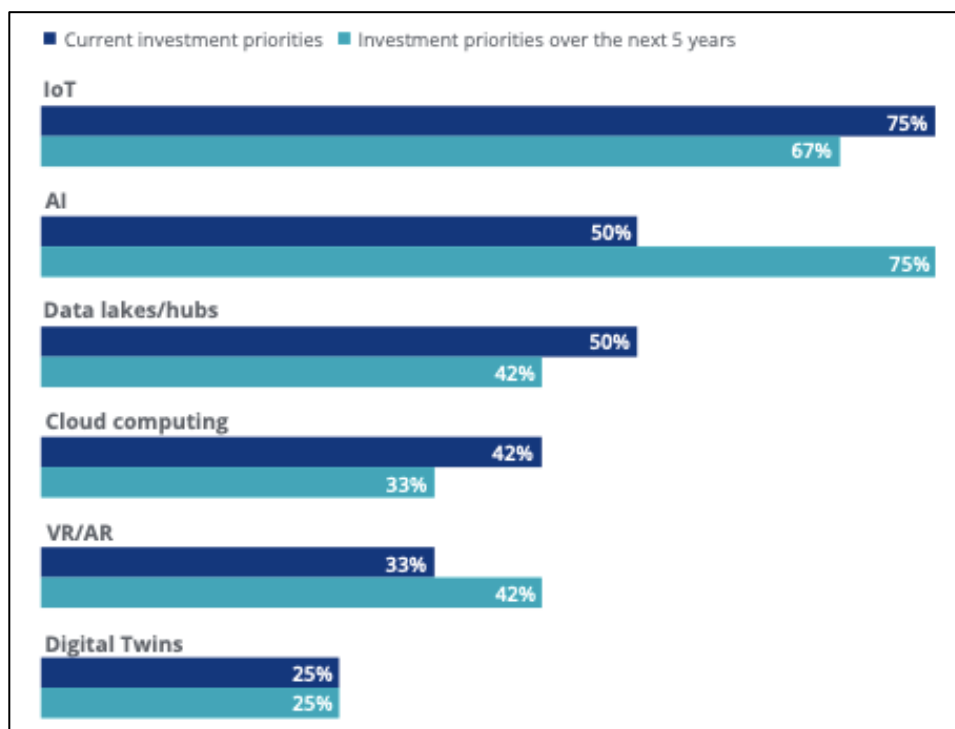 Current investment priorities Investment priorities over the next 5 years
IoT
75%
67%
AI
50%
75%
Data lakes/hubs
50%
42%
Cloud computing
42%
33%
VR/AR
33%
42%
Digital Twins
25%
25%